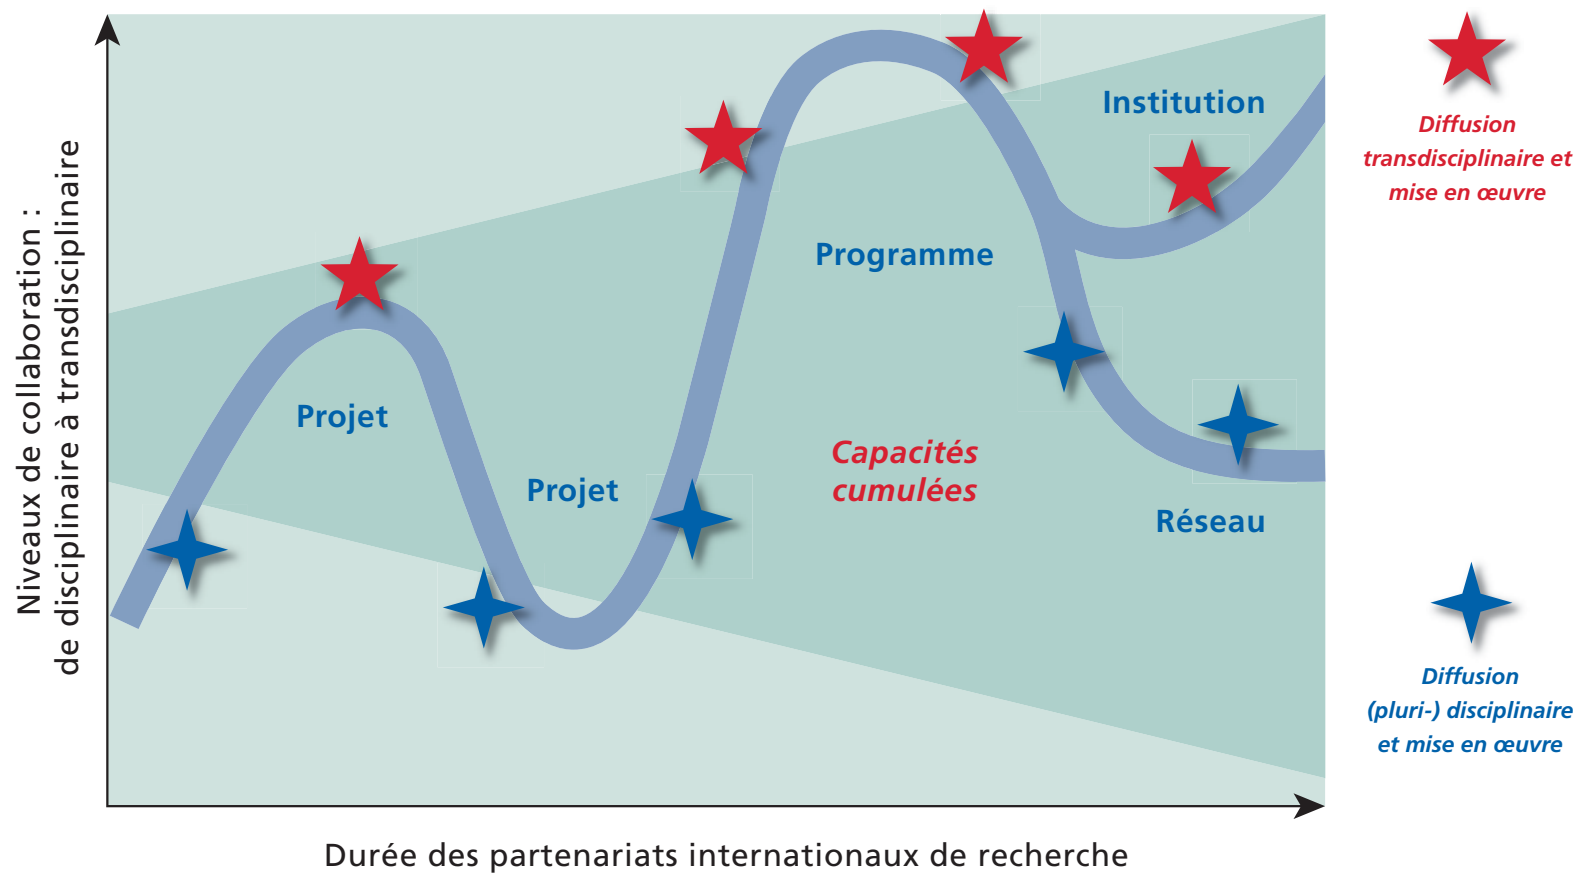 Niveaux de collaboration :
de disciplinaire à transdisciplinaire
Institution
Programme
Projet
Projet
Capacités
cumulées
Réseau
Durée des partenariats internationaux de recherche
Diffusion
transdisciplinaire et
mise en œuvre
Diffusion
(pluri-) disciplinaire
et mise en œuvre